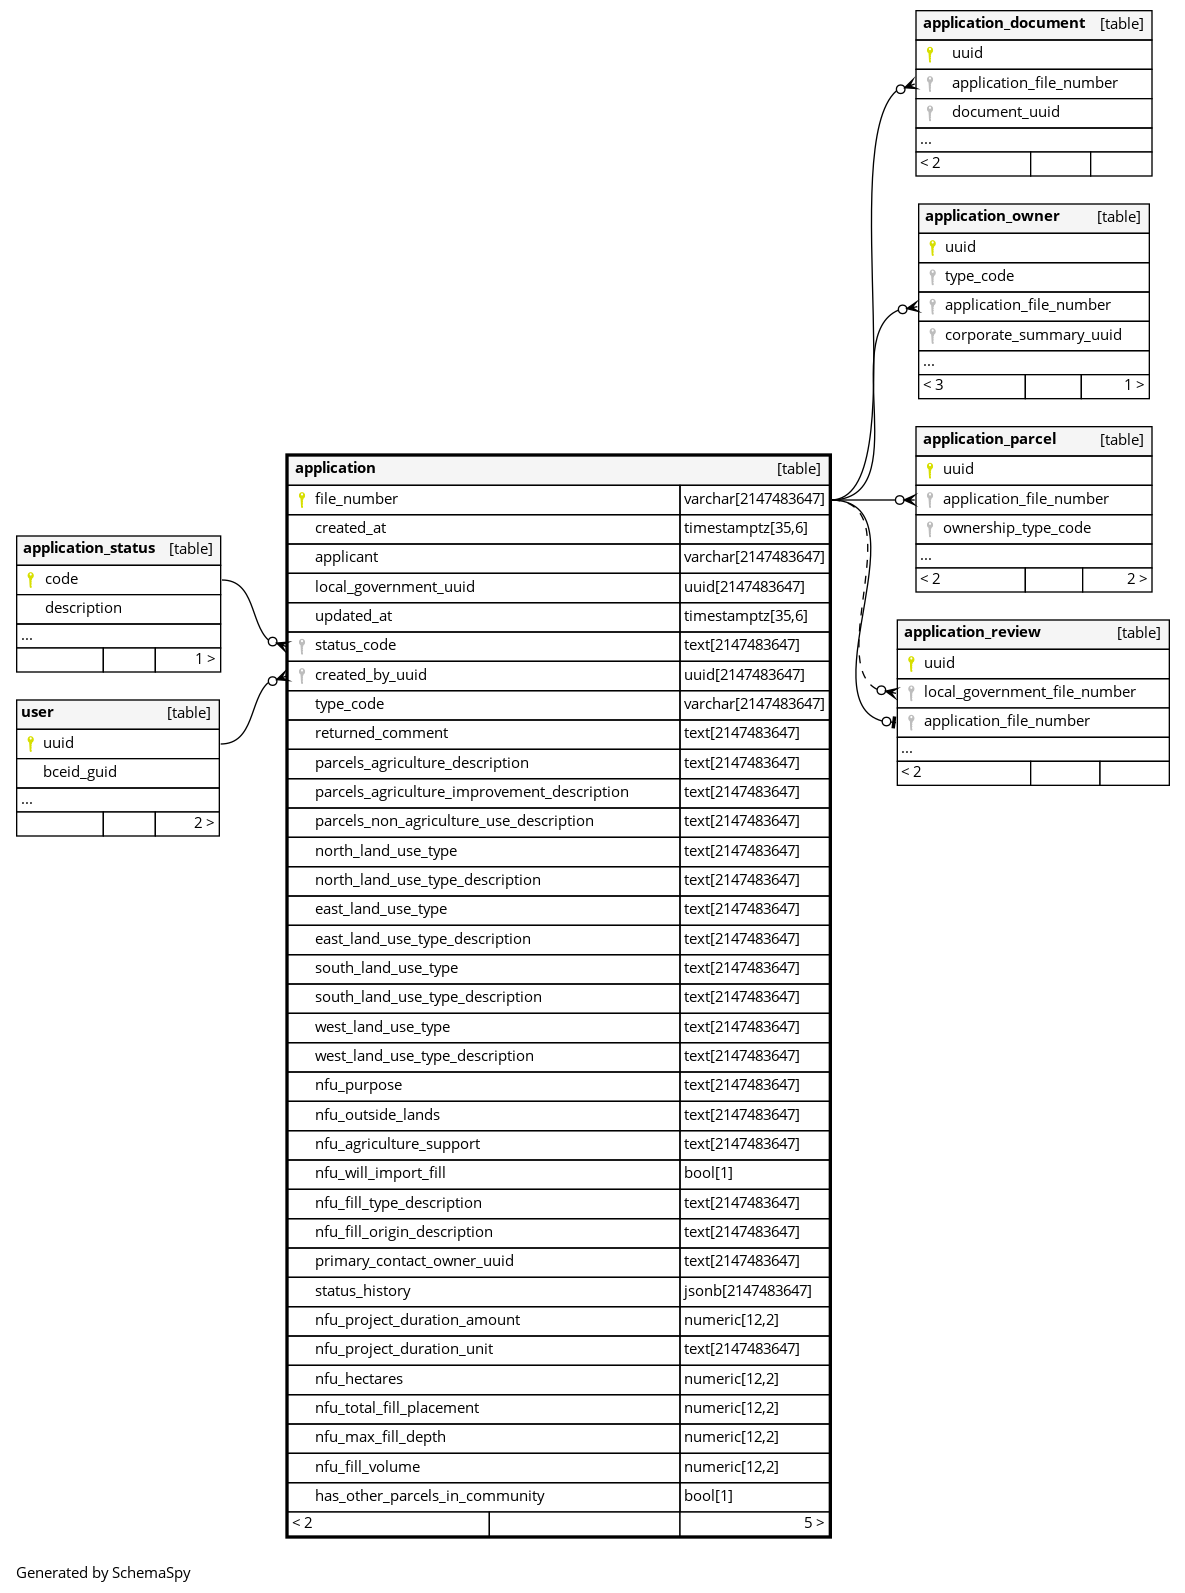 application_document [table]
uuid
application_file_number
document_uuid
...
< 2
application_owner [table]
uuid
type_code
application_file_number
corporate_summary_uuid
...
< 3 1 >
application_parcel [table]
uuid
application_file_number
ownership_type_code
...
< 2 2 >
application_review [table]
uuid
local_government_file_number
application_file_number
...
< 2
application_status [table]
code
description
...
1 >
user [table]
uuid
bceid_guid
...
2 >
application [table]
file_number varchar[2147483647]
created_at timestamptz[35,6]
applicant varchar[2147483647]
local_government_uuid uuid[2147483647]
updated_at timestamptz[35,6]
status_code text[2147483647]
created_by_uuid uuid[2147483647]
type_code varchar[2147483647]
returned_comment text[2147483647]
parcels_agriculture_description text[2147483647]
parcels_agriculture_improvement_description text[2147483647]
parcels_non_agriculture_use_description text[2147483647]
north_land_use_type text[2147483647]
north_land_use_type_description text[2147483647]
east_land_use_type text[2147483647]
east_land_use_type_description text[2147483647]
south_land_use_type text[2147483647]
south_land_use_type_description text[2147483647]
west_land_use_type text[2147483647]
west_land_use_type_description text[2147483647]
nfu_purpose text[2147483647]
nfu_outside_lands text[2147483647]
nfu_agriculture_support text[2147483647]
nfu_will_import_fill bool[1]
nfu_fill_type_description text[2147483647]
nfu_fill_origin_description text[2147483647]
primary_contact_owner_uuid text[2147483647]
status_history jsonb[2147483647]
nfu_project_duration_amount numeric[12,2]
nfu_project_duration_unit text[2147483647]
nfu_hectares numeric[12,2]
nfu_total_fill_placement numeric[12,2]
nfu_max_fill_depth numeric[12,2]
nfu_fill_volume numeric[12,2]
has_other_parcels_in_community bool[1]
< 2 5 >
Generated by SchemaSpy